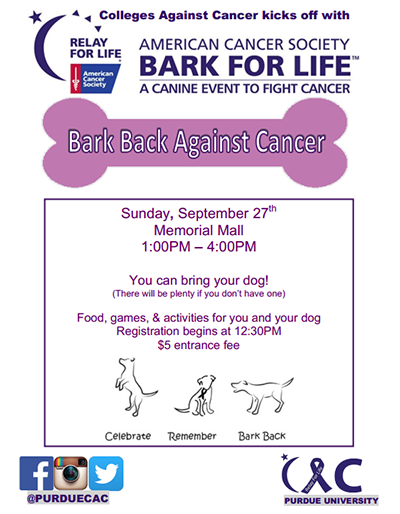 Colleges Against Cancer kicks off with
RELAY
FOR LIFE®
American
Cancer
Society
AMERICAN CANCER SOCIETY
BARK FOR LIFE™
A CANINE EVENT TO FIGHT CANCER
Bark Back Against Cancer
Sunday, September 27th
Memorial Mall
1:00PM – 4:00PM
You can bring your dog!
(There will be plenty if you don't have one)
Food, games, & activities for you and your dog
Registration begins at 12:30PM
$5 entrance fee
Celebrate Remember Bark Back
@PURDUECAC
CAC
PURDUE UNIVERSITY